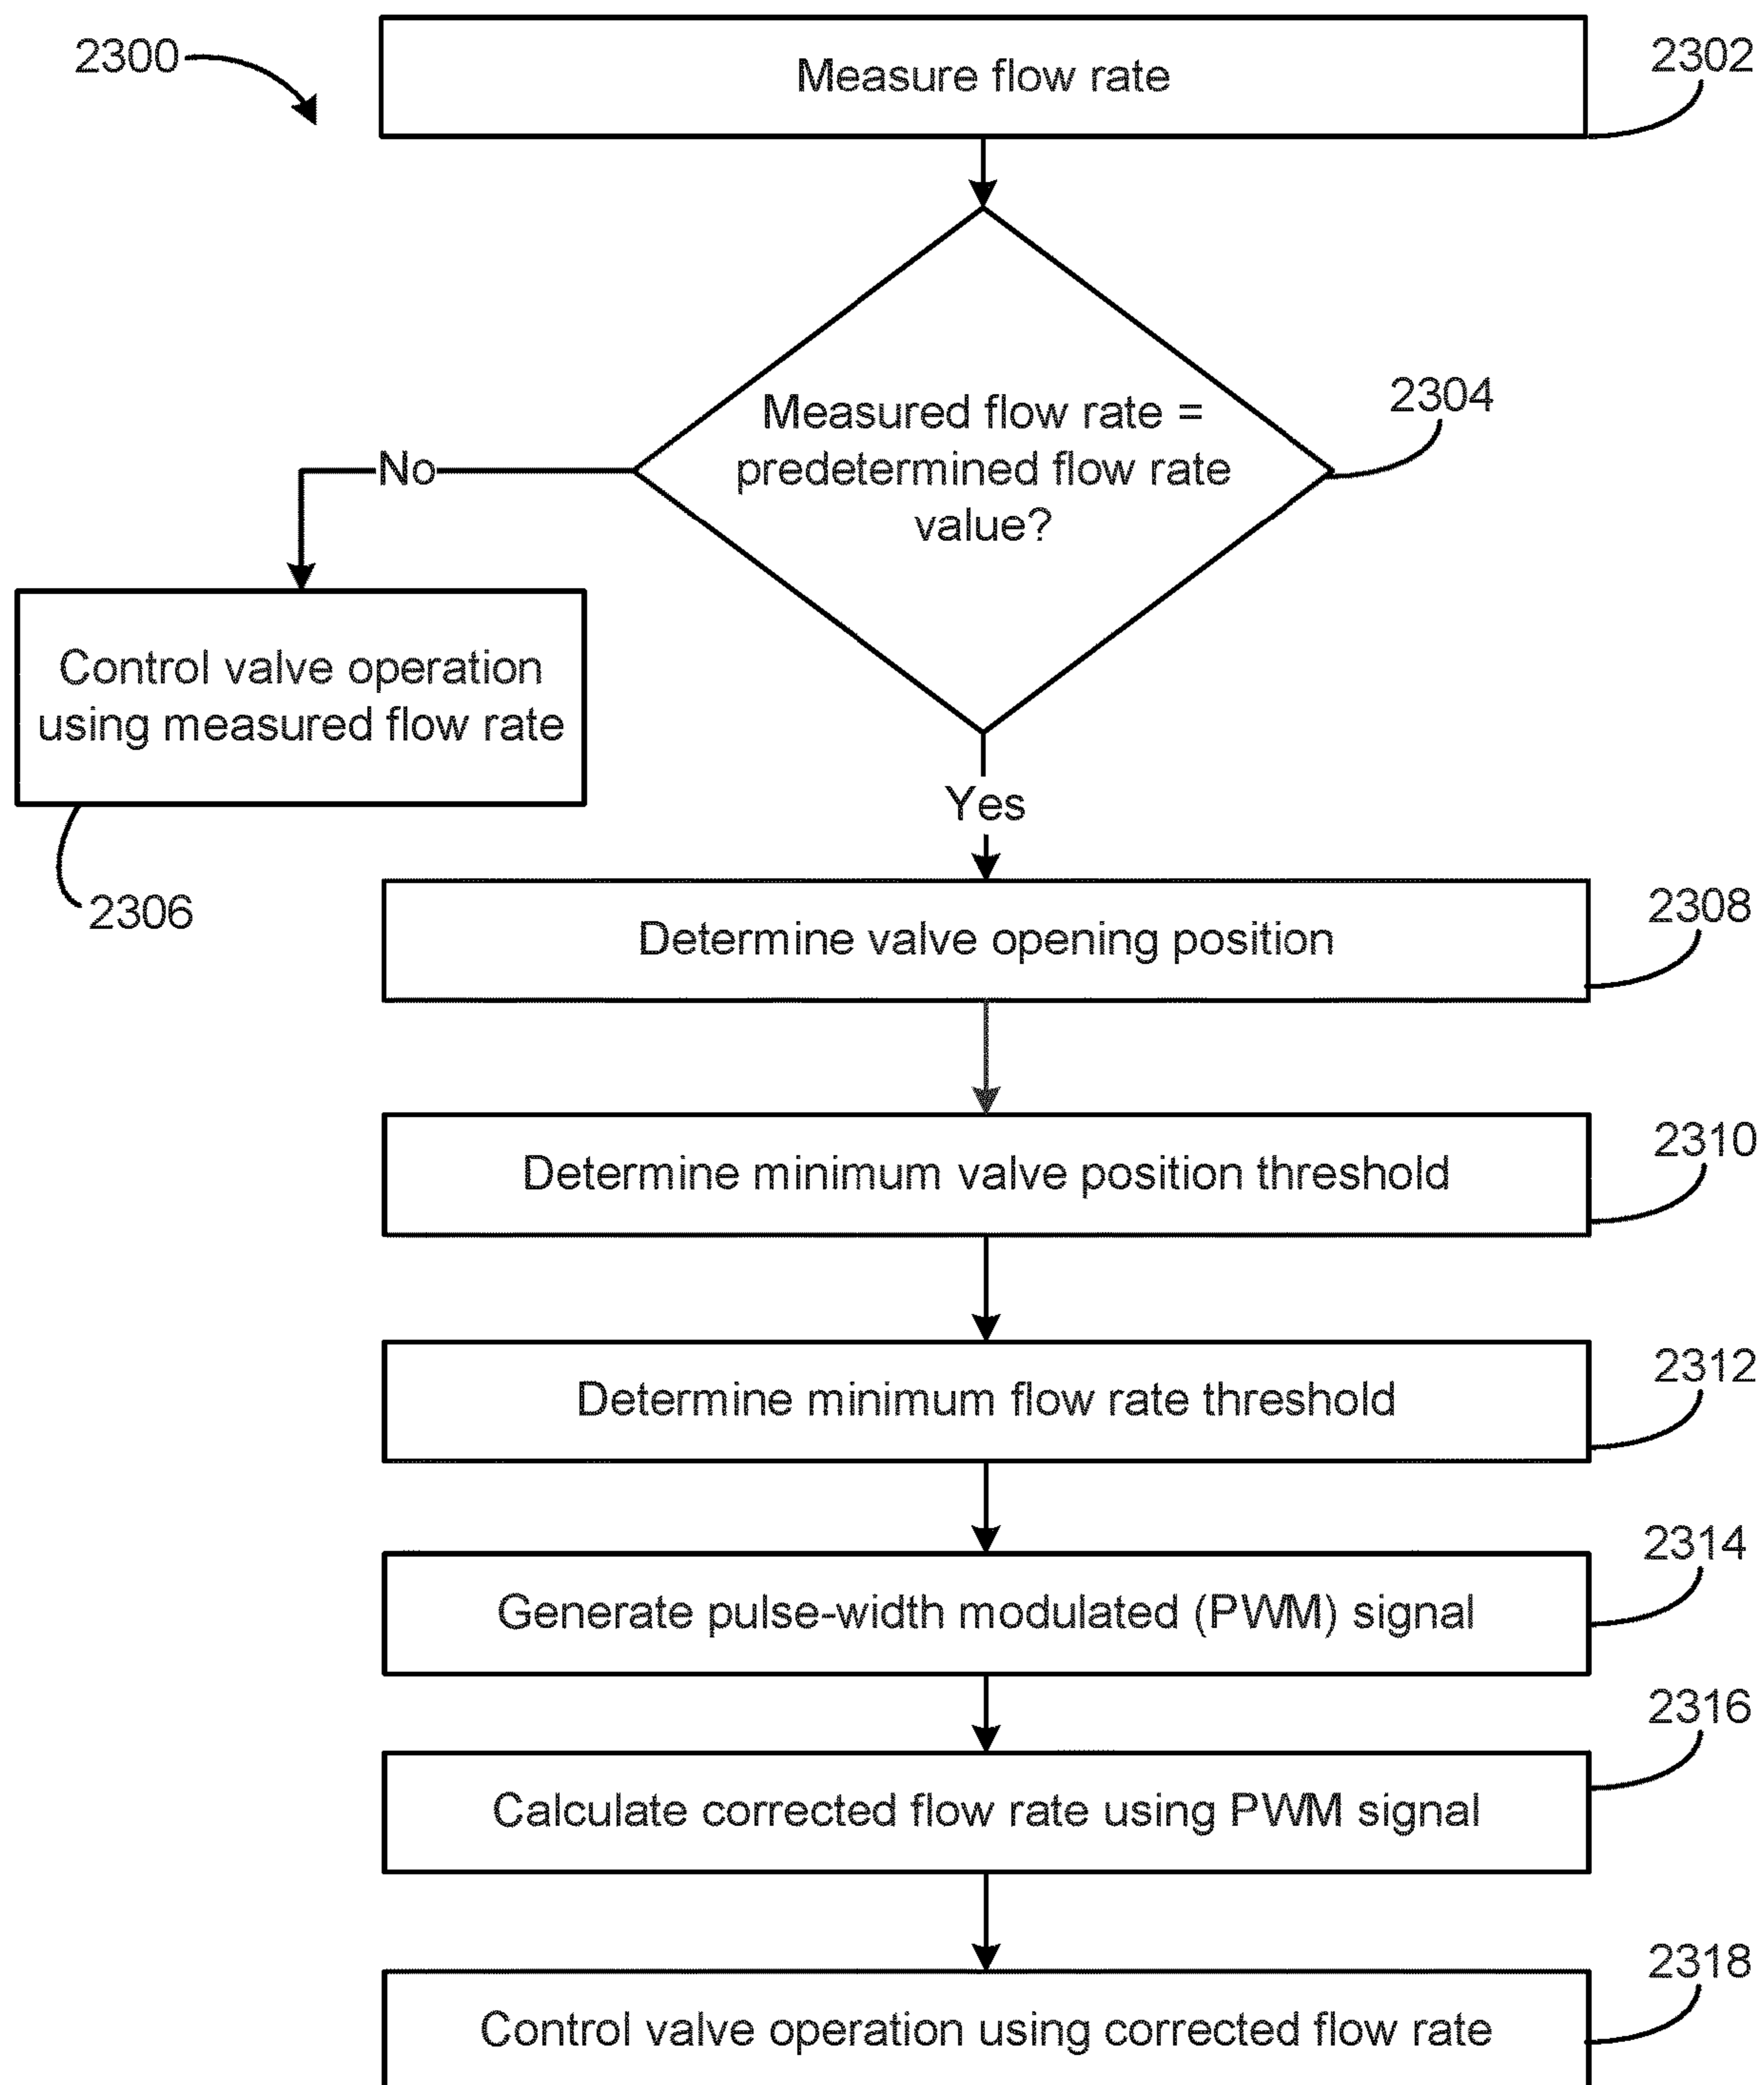 2300
Measure flow rate
2302
Measured flow rate =
predetermined flow rate
value?
2304
No
Control valve operation
using measured flow rate
2306
Yes
Determine valve opening position
2308
Determine minimum valve position threshold
2310
Determine minimum flow rate threshold
2312
Generate pulse-width modulated (PWM) signal
2314
Calculate corrected flow rate using PWM signal
2316
Control valve operation using corrected flow rate
2318